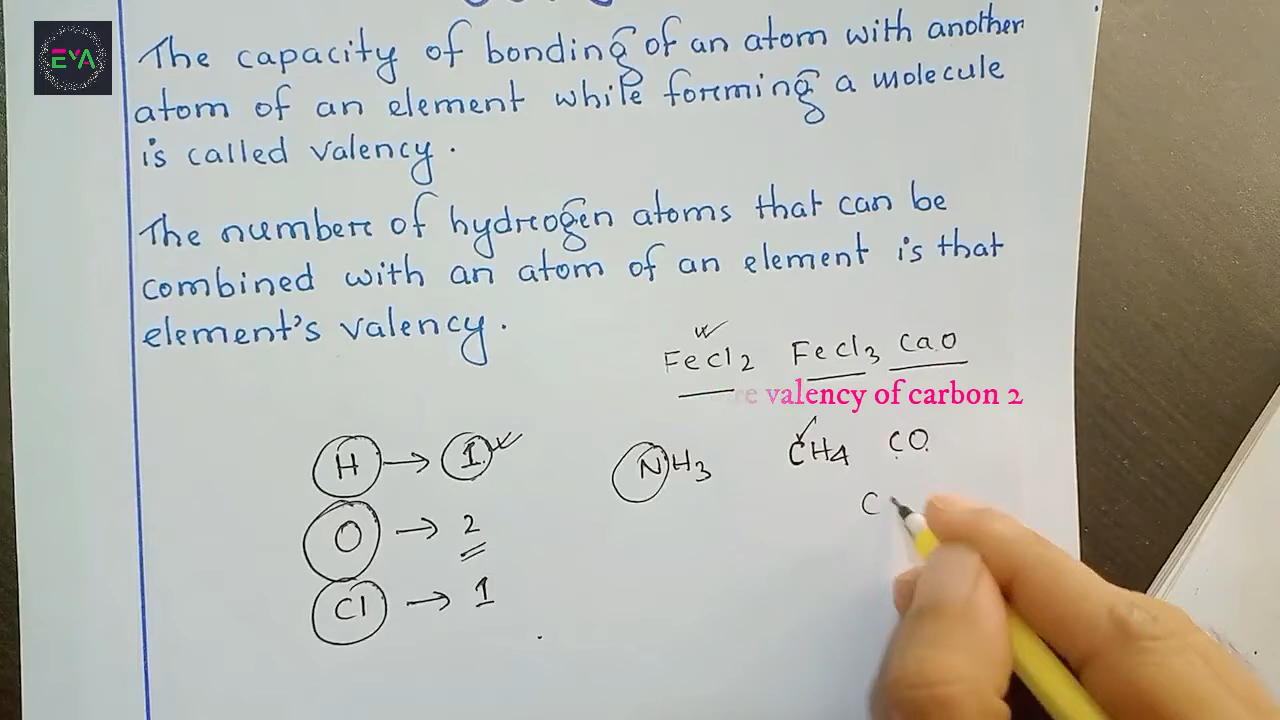 EYA
The capacity of bonding of an atom with another
atom of an element while forming a molecule
is called valency.
The number of hydrogen atoms that can be
combined with an atom of an element is that
element's valency.
FeCl2 FeCl3 CaO
valency of carbon 2
H → 1
NH3 CH4 CO
O → 2
C
Cl → 1